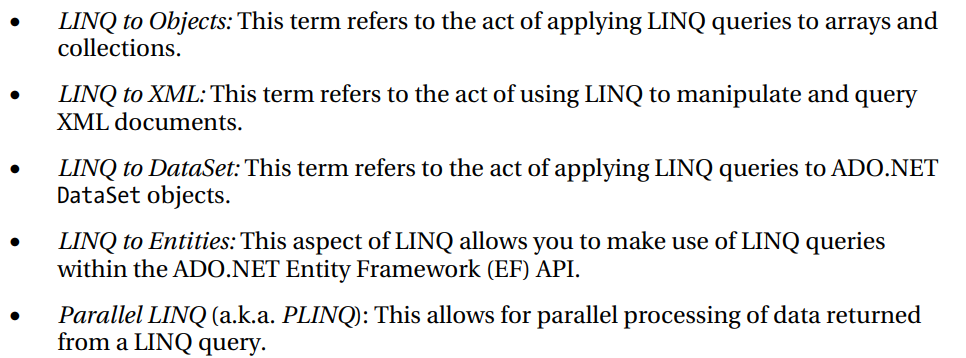 • LINQ to Objects: This term refers to the act of applying LINQ queries to arrays and
collections.
• LINQ to XML: This term refers to the act of using LINQ to manipulate and query
XML documents.
• LINQ to DataSet: This term refers to the act of applying LINQ queries to ADO.NET
DataSet objects.
• LINQ to Entities: This aspect of LINQ allows you to make use of LINQ queries
within the ADO.NET Entity Framework (EF) API.
• Parallel LINQ (a.k.a. PLINQ): This allows for parallel processing of data returned
from a LINQ query.